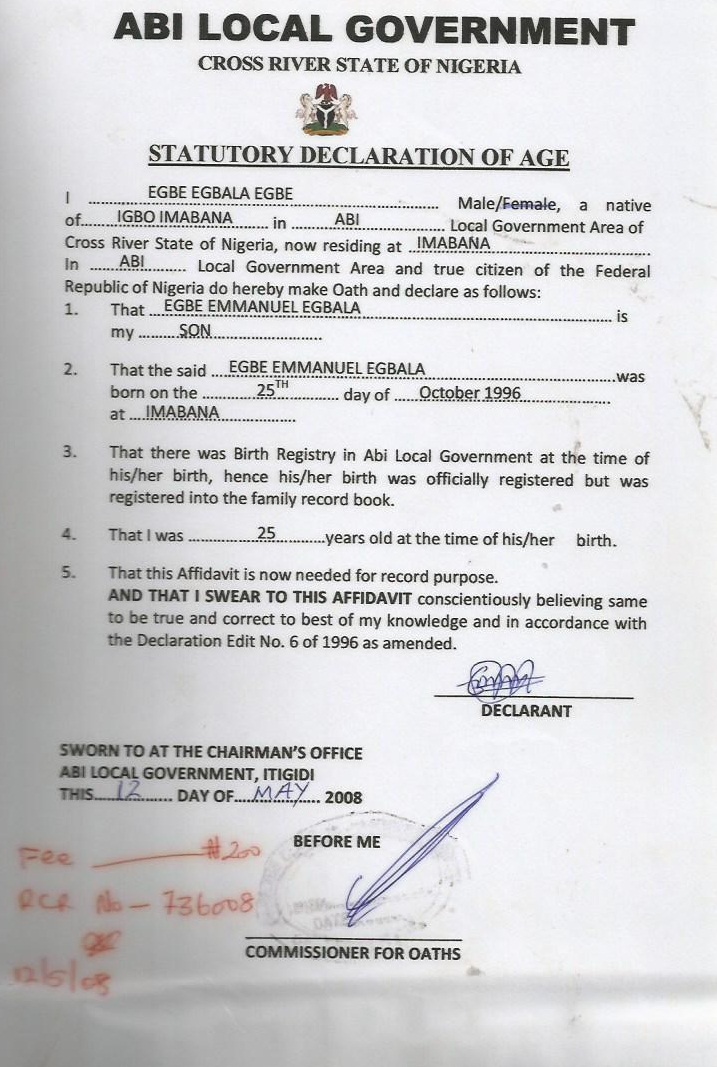 ABI LOCAL GOVERNMENT
CROSS RIVER STATE OF NIGERIA
STATUTORY DECLARATION OF AGE
I EGBE EGBALA EGBE Male/Female, a native
of IGBO IMABANA in ABI Local Government Area of
Cross River State of Nigeria, now residing at IMABANA
In ABI Local Government Area and true citizen of the Federal
Republic of Nigeria do hereby make Oath and declare as follows:
1. That EGBE EMMANUEL EGBALA is
my SON
2. That the said EGBE EMMANUEL EGBALA was
born on the 25TH day of October 1996
at IMABANA
3. That there was Birth Registry in Abi Local Government at the time of
his/her birth, hence his/her birth was officially registered but was
registered into the family record book.
4. That I was 25 years old at the time of his/her birth.
5. That this Affidavit is now needed for record purpose.
AND THAT I SWEAR TO THIS AFFIDAVIT conscientiously believing same
to be true and correct to best of my knowledge and in accordance with
the Declaration Edit No. 6 of 1996 as amended.
DECLARANT
SWORN TO AT THE CHAIRMAN'S OFFICE
ABI LOCAL GOVERNMENT, ITIGIDI
THIS 12 DAY OF MAY 2008
BEFORE ME
Fee ₦200
RCR No - 736008
12/5/08
COMMISSIONER FOR OATHS